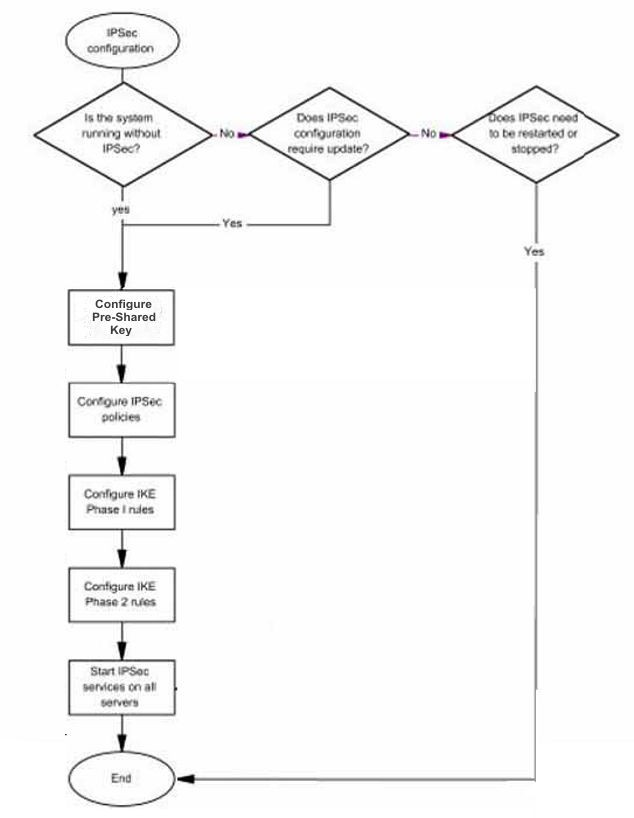 IPSec
configuration
Is the system
running without
IPSec?
No
Does IPSec
configuration
require update?
No
Does IPSec need
to be restarted or
stopped?
yes
Yes
Yes
Configure
Pre-Shared
Key
Configure IPSec
policies
Configure IKE
Phase I rules
Configure IKE
Phase 2 rules
Start IPSec
services on all
servers
End